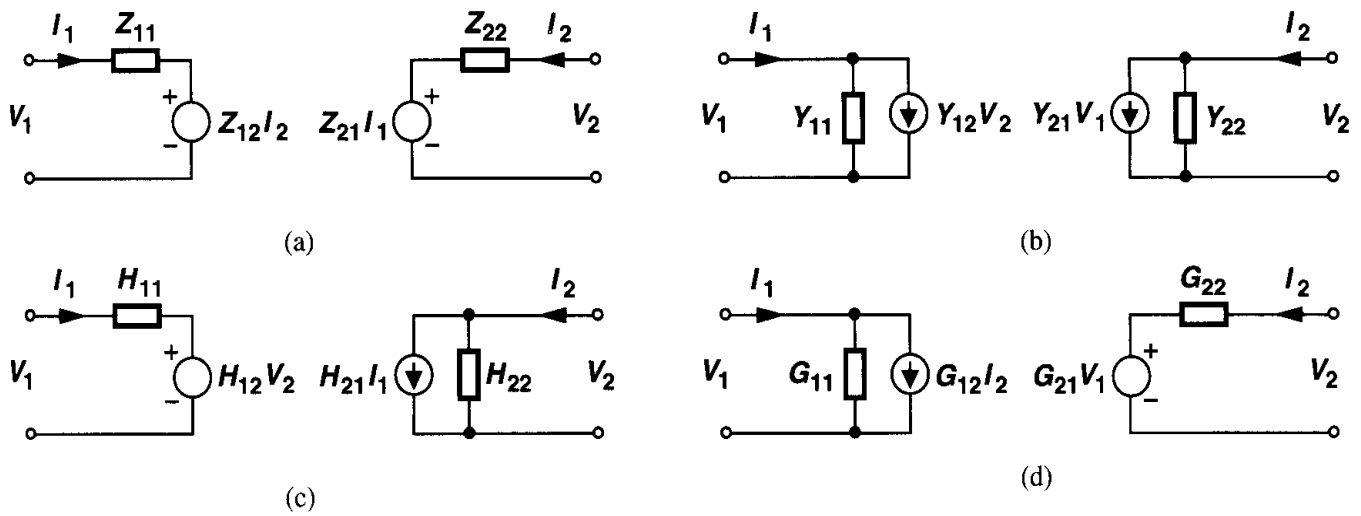 I1 Z11 Z22 I2
V1 + Z12I2 Z21I1 + V2
− −
(a)
I1 I2
V1 Y11 Y12V2 Y21V1 Y22 V2
(b)
I1 H11 I2
V1 + H12V2 H21I1 H22 V2
−
(c)
I1 G22 I2
V1 G11 G12I2 G21V1 + V2
−
(d)